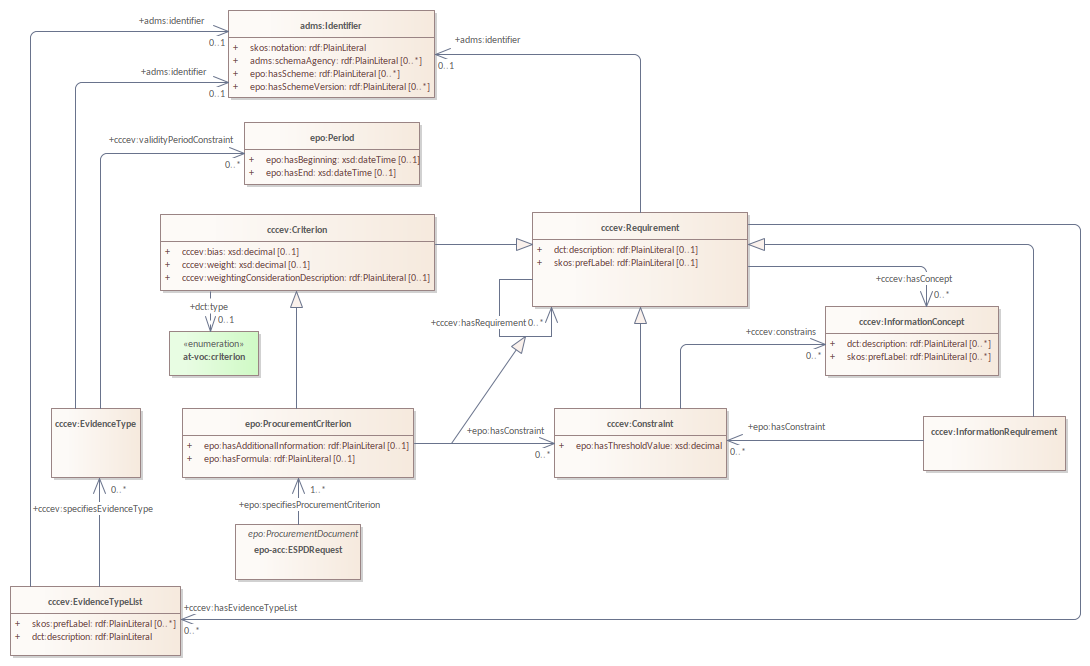 +adms:identifier
0..1
adms:Identifier
+ skos:notation: rdf:PlainLiteral
+ adms:schemaAgency: rdf:PlainLiteral [0..*]
+ epo:hasScheme: rdf:PlainLiteral [0..*]
+ epo:hasSchemeVersion: rdf:PlainLiteral [0..*]
+adms:identifier
0..1
+adms:identifier
0..1
+cccev:validityPeriodConstraint
0..*
epo:Period
+ epo:hasBeginning: xsd:dateTime [0..1]
+ epo:hasEnd: xsd:dateTime [0..1]
cccev:Criterion
+ cccev:bias: xsd:decimal [0..1]
+ cccev:weight: xsd:decimal [0..1]
+ cccev:weightingConsiderationDescription: rdf:PlainLiteral [0..1]
cccev:Requirement
+ dct:description: rdf:PlainLiteral [0..1]
+ skos:prefLabel: rdf:PlainLiteral [0..1]
+cccev:hasConcept
0..*
+dct:type
0..1
+cccev:hasRequirement 0..*
«enumeration»
at-voc:criterion
cccev:InformationConcept
+ dct:description: rdf:PlainLiteral [0..*]
+ skos:prefLabel: rdf:PlainLiteral [0..*]
+cccev:constrains
0..*
cccev:EvidenceType
epo:ProcurementCriterion
+ epo:hasAdditionalInformation: rdf:PlainLiteral [0..1]
+ epo:hasFormula: rdf:PlainLiteral [0..1]
+epo:hasConstraint
0..*
cccev:Constraint
+ epo:hasThresholdValue: xsd:decimal
+epo:hasConstraint
0..*
cccev:InformationRequirement
0..*
+cccev:specifiesEvidenceType
1..*
+epo:specifiesProcurementCriterion
epo:ProcurementDocument
epo-acc:ESPDRequest
cccev:EvidenceTypeList
+ skos:prefLabel: rdf:PlainLiteral [0..*]
+ dct:description: rdf:PlainLiteral
+cccev:hasEvidenceTypeList
0..*